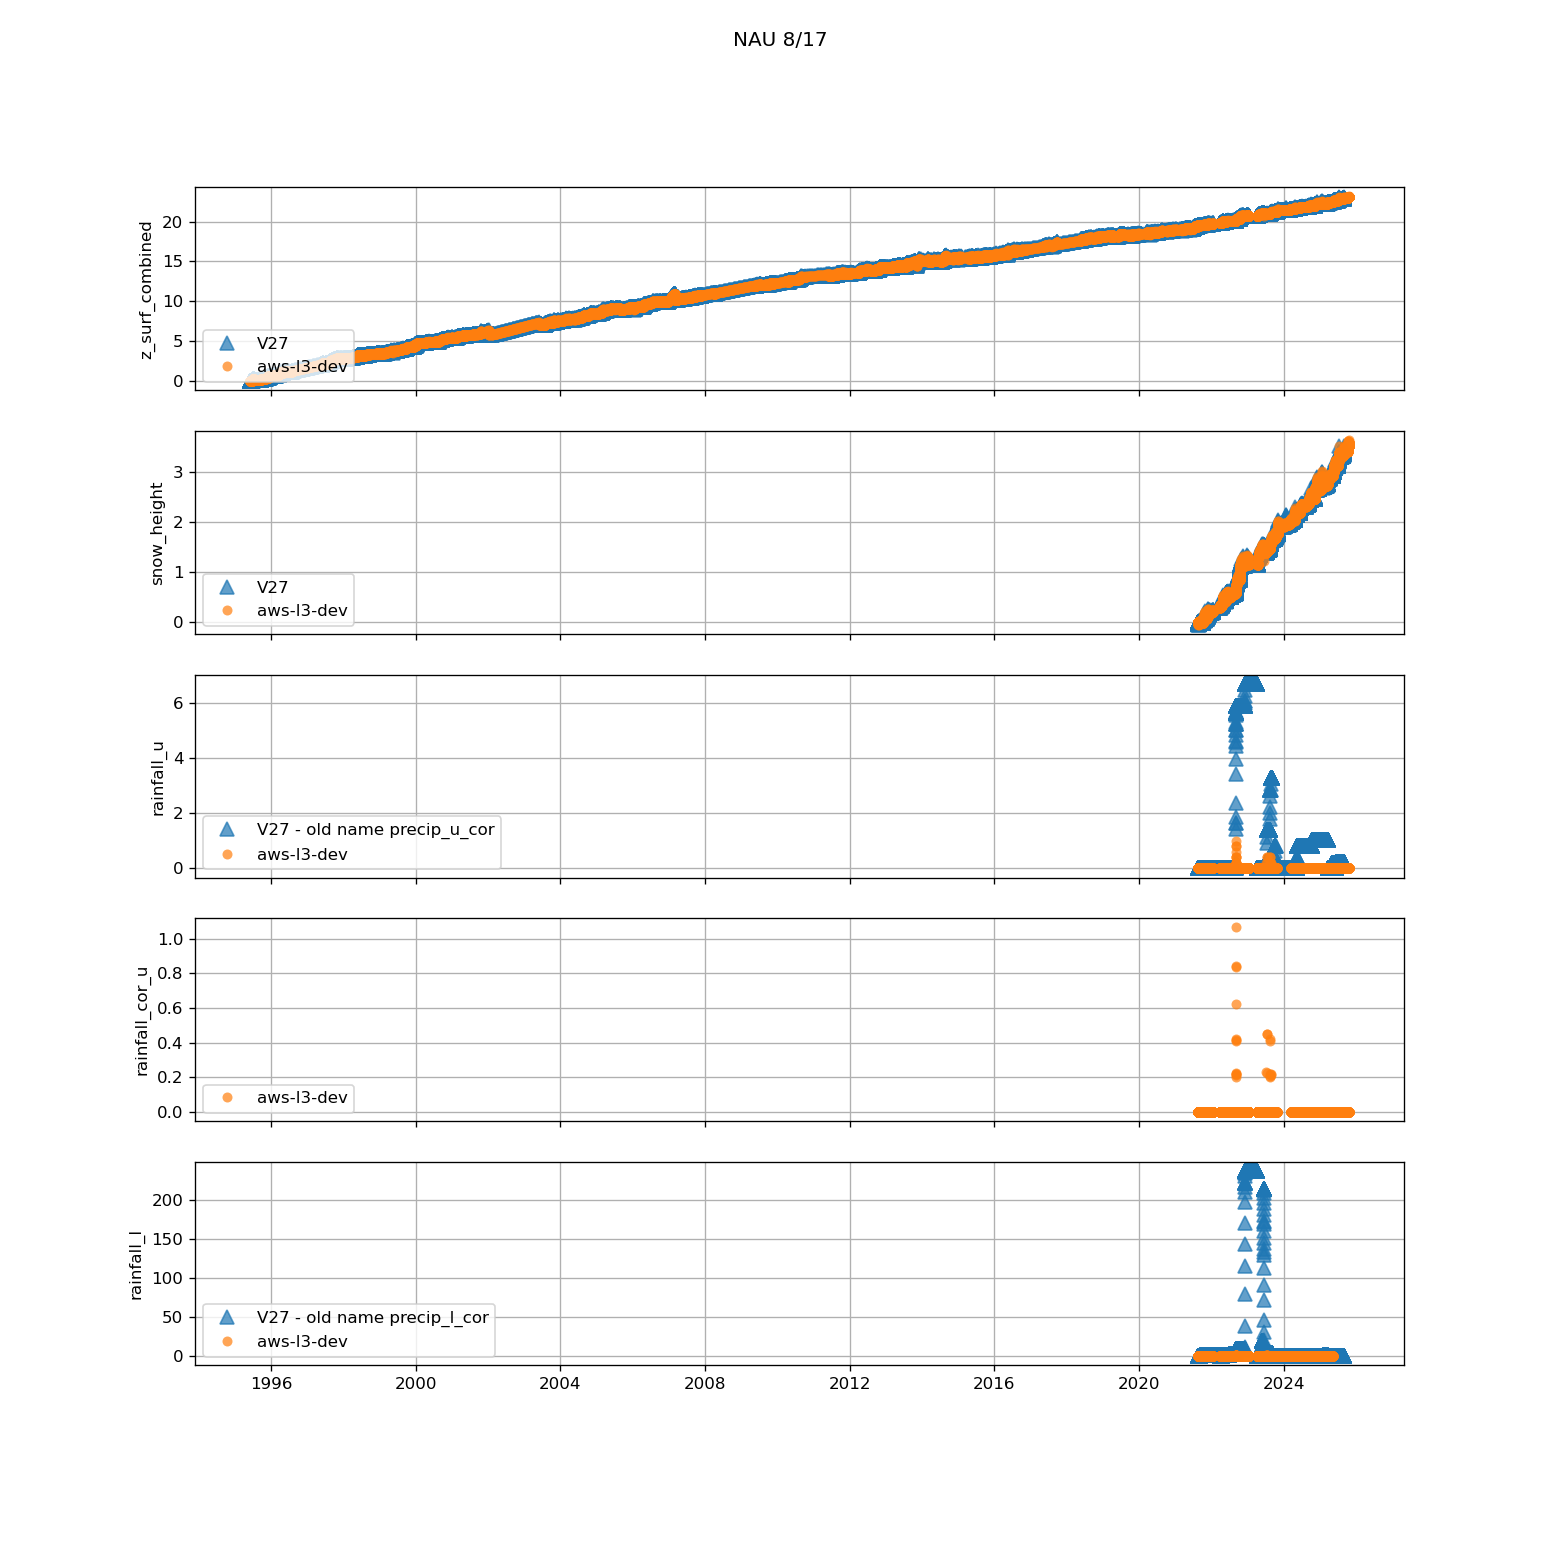 NAU 8/17
z_surf_combined
20
15
10
5
0
V27
aws-l3-dev
snow_height
3
2
1
0
V27
aws-l3-dev
rainfall_u
6
4
2
0
V27 - old name precip_u_cor
aws-l3-dev
rainfall_cor_u
1.0
0.8
0.6
0.4
0.2
0.0
aws-l3-dev
rainfall_l
200
150
100
50
0
V27 - old name precip_l_cor
aws-l3-dev
1996 2000 2004 2008 2012 2016 2020 2024